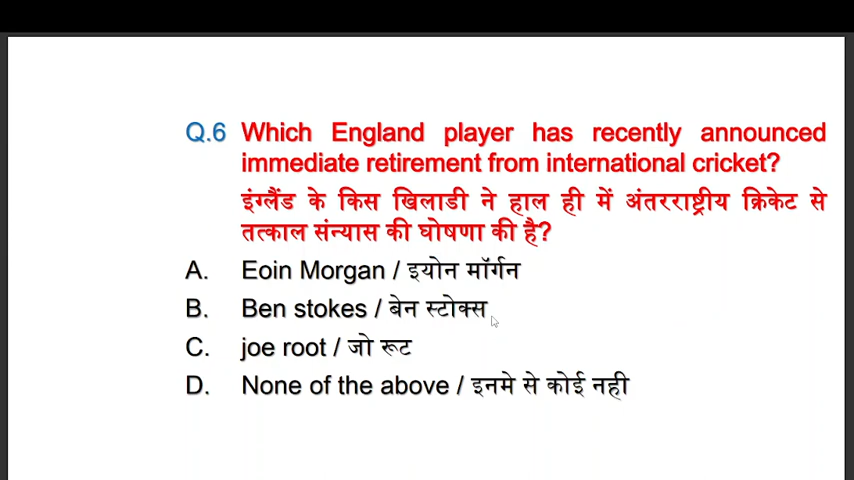 Q.6 Which England player has recently announced
immediate retirement from international cricket?
इंग्लैंड के किस खिलाडी ने हाल ही में अंतरराष्ट्रीय क्रिकेट से
तत्काल संन्यास की घोषणा की है?
A. Eoin Morgan / इयोन मॉर्गन
B. Ben stokes / बेन स्टोक्स
C. joe root / जो रूट
D. None of the above / इनमे से कोई नही